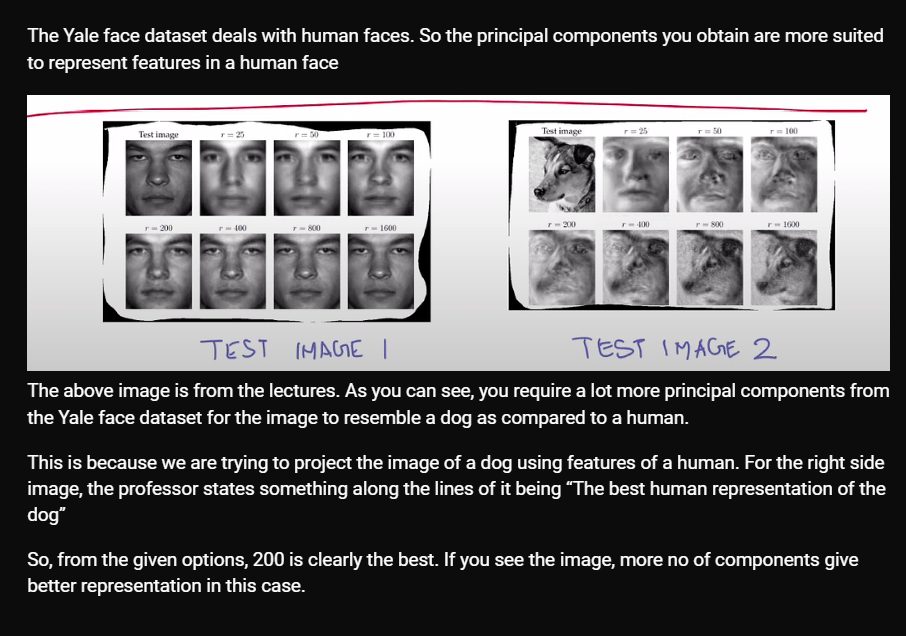 The Yale face dataset deals with human faces. So the principal components you obtain are more suited
to represent features in a human face
Test image r = 25 r = 50 r = 100
r = 200 r = 400 r = 800 r = 1600
TEST IMAGE 1
Test image r = 25 r = 50 r = 100
r = 200 r = 400 r = 800 r = 1600
TEST IMAGE 2
The above image is from the lectures. As you can see, you require a lot more principal components from
the Yale face dataset for the image to resemble a dog as compared to a human.
This is because we are trying to project the image of a dog using features of a human. For the right side
image, the professor states something along the lines of it being “The best human representation of the
dog”
So, from the given options, 200 is clearly the best. If you see the image, more no of components give
better representation in this case.